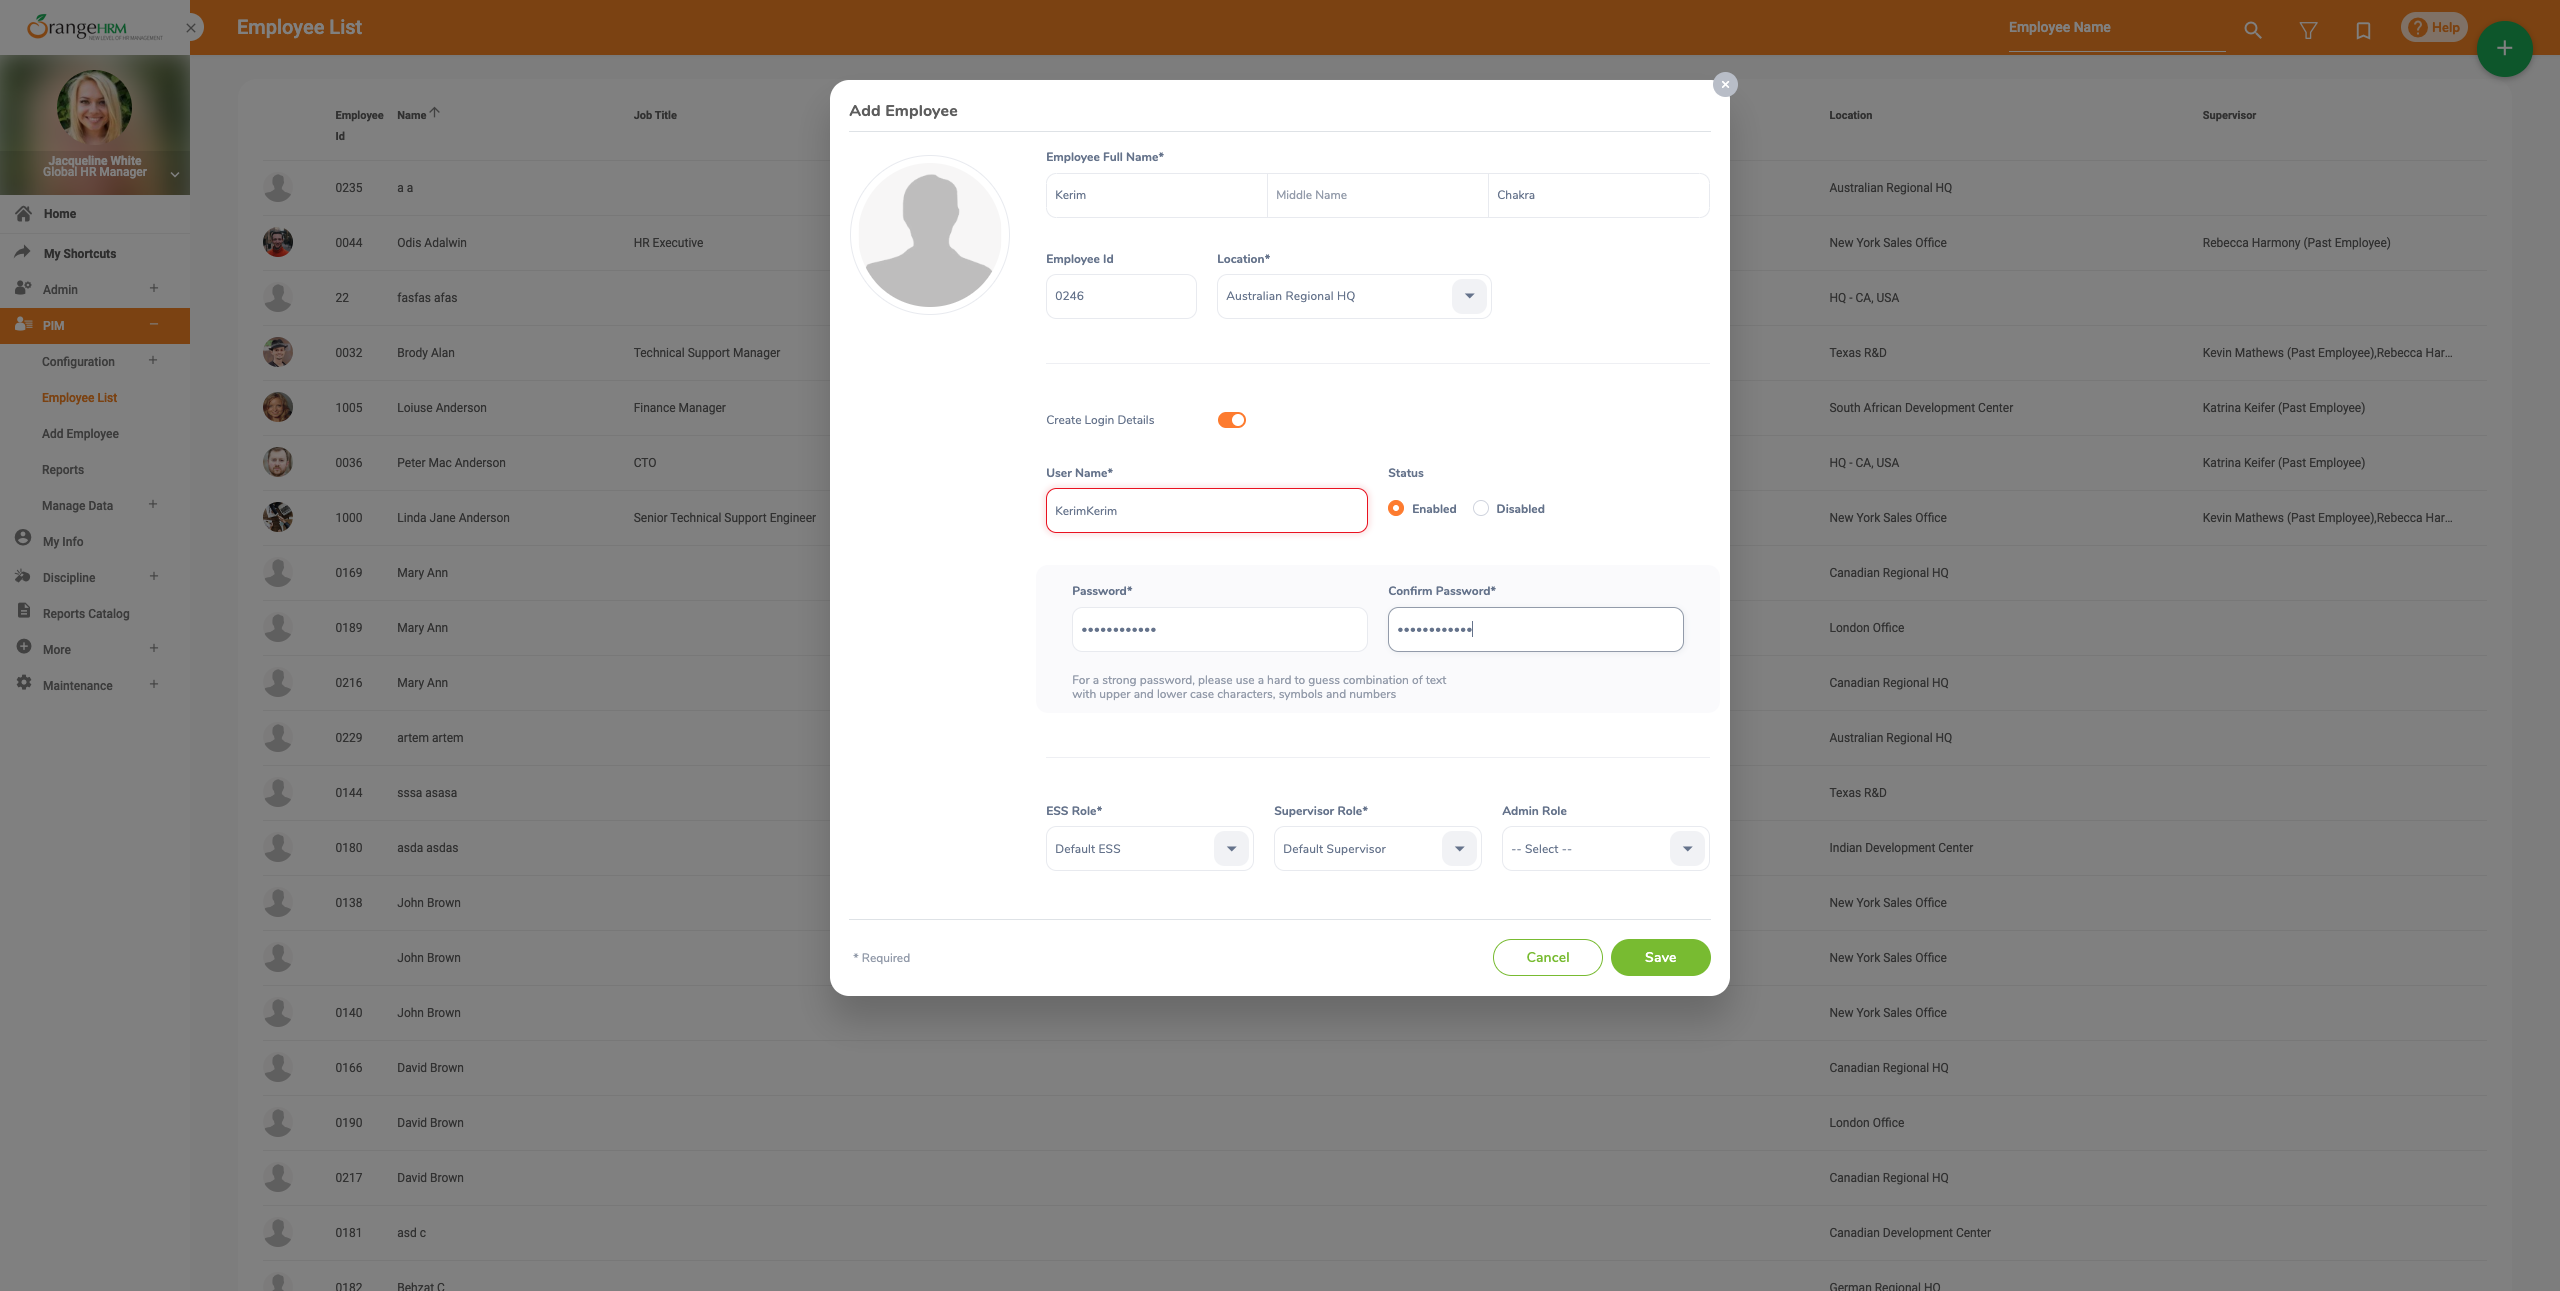 OrangeHRM
NEW LEVEL OF HR MANAGEMENT
Employee List
Employee Name
Help
Jacqueline White
Global HR Manager
Home
My Shortcuts
Admin
PIM
Configuration
Employee List
Add Employee
Reports
Manage Data
My Info
Discipline
Reports Catalog
More
Maintenance
Employee Id Name Job Title Location Supervisor
0235 a a Australian Regional HQ
0044 Odis Adalwin HR Executive New York Sales Office Rebecca Harmony (Past Employee)
22 fasfas afas HQ - CA, USA
0032 Brody Alan Technical Support Manager Texas R&D Kevin Mathews (Past Employee),Rebecca Har...
1005 Loiuse Anderson Finance Manager South African Development Center Katrina Keifer (Past Employee)
0036 Peter Mac Anderson CTO HQ - CA, USA Katrina Keifer (Past Employee)
1000 Linda Jane Anderson Senior Technical Support Engineer New York Sales Office Kevin Mathews (Past Employee),Rebecca Har...
0169 Mary Ann Canadian Regional HQ
0189 Mary Ann London Office
0216 Mary Ann Canadian Regional HQ
0229 artem artem Australian Regional HQ
0144 sssa asasa Texas R&D
0180 asda asdas Indian Development Center
0138 John Brown New York Sales Office
John Brown New York Sales Office
0140 John Brown New York Sales Office
0166 David Brown Canadian Regional HQ
0190 David Brown London Office
0217 David Brown Canadian Regional HQ
0181 asd c Canadian Development Center
0182 Behzat C German Regional HQ
Add Employee
Employee Full Name*
Kerim Middle Name Chakra
Employee Id Location*
0246 Australian Regional HQ
Create Login Details
User Name* Status
KerimKerim Enabled Disabled
Password* Confirm Password*
•••••••••••• ••••••••••••
For a strong password, please use a hard to guess combination of text
with upper and lower case characters, symbols and numbers
ESS Role* Supervisor Role* Admin Role
Default ESS Default Supervisor -- Select --
* Required Cancel Save